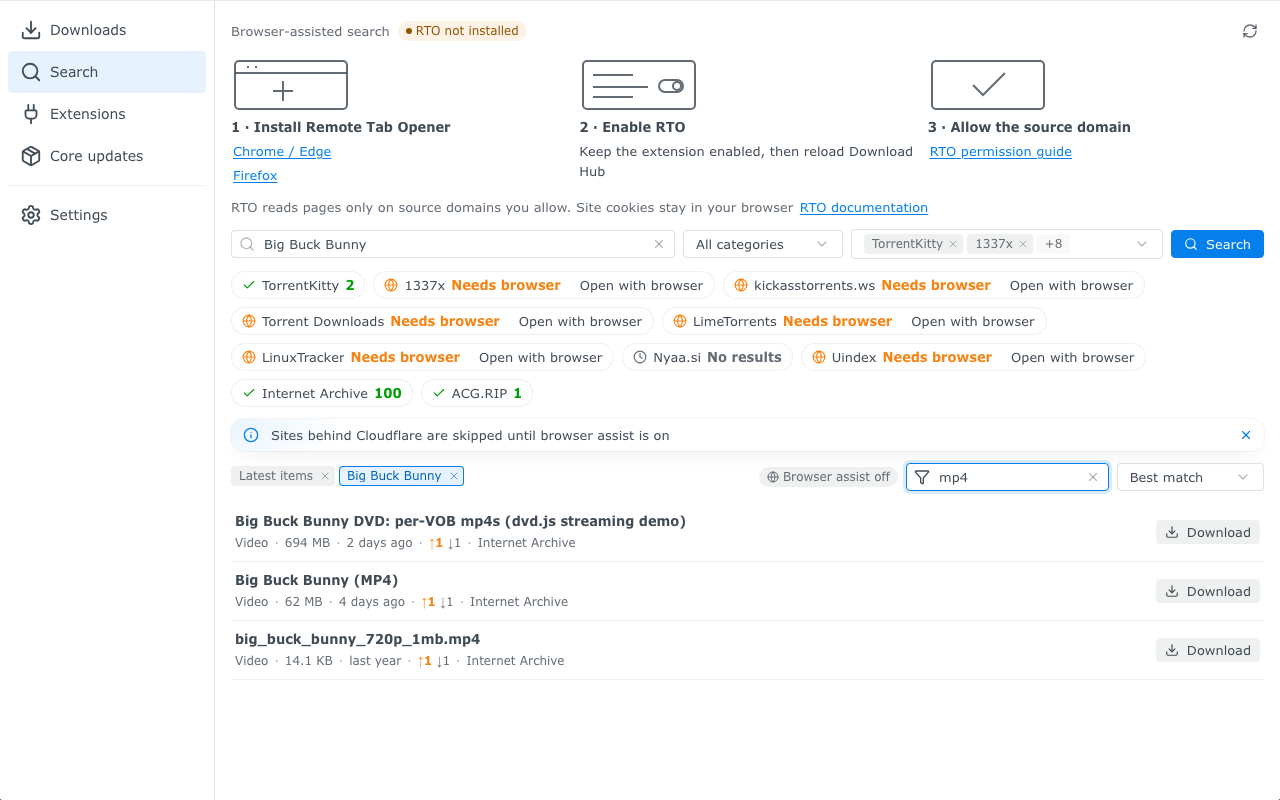 Downloads
Search
Extensions
Core updates
Settings
Browser-assisted search
RTO not installed
1 · Install Remote Tab Opener
Chrome / Edge
Firefox
2 · Enable RTO
Keep the extension enabled, then reload Download
Hub
3 · Allow the source domain
RTO permission guide
RTO reads pages only on source domains you allow. Site cookies stay in your browser RTO documentation
Big Buck Bunny
All categories
TorrentKitty
1337x
+8
Search
TorrentKitty 2
1337x Needs browser Open with browser
kickasstorrents.ws Needs browser Open with browser
Torrent Downloads Needs browser Open with browser
LimeTorrents Needs browser Open with browser
LinuxTracker Needs browser Open with browser
Nyaa.si No results
Uindex Needs browser Open with browser
Internet Archive 100
ACG.RIP 1
Sites behind Cloudflare are skipped until browser assist is on
Latest items
Big Buck Bunny
Browser assist off
mp4
Best match
Big Buck Bunny DVD: per-VOB mp4s (dvd.js streaming demo)
Video · 694 MB · 2 days ago · ↑1 ↓1 · Internet Archive
Download
Big Buck Bunny (MP4)
Video · 62 MB · 4 days ago · ↑1 ↓1 · Internet Archive
Download
big_buck_bunny_720p_1mb.mp4
Video · 14.1 KB · last year · ↑1 ↓1 · Internet Archive
Download